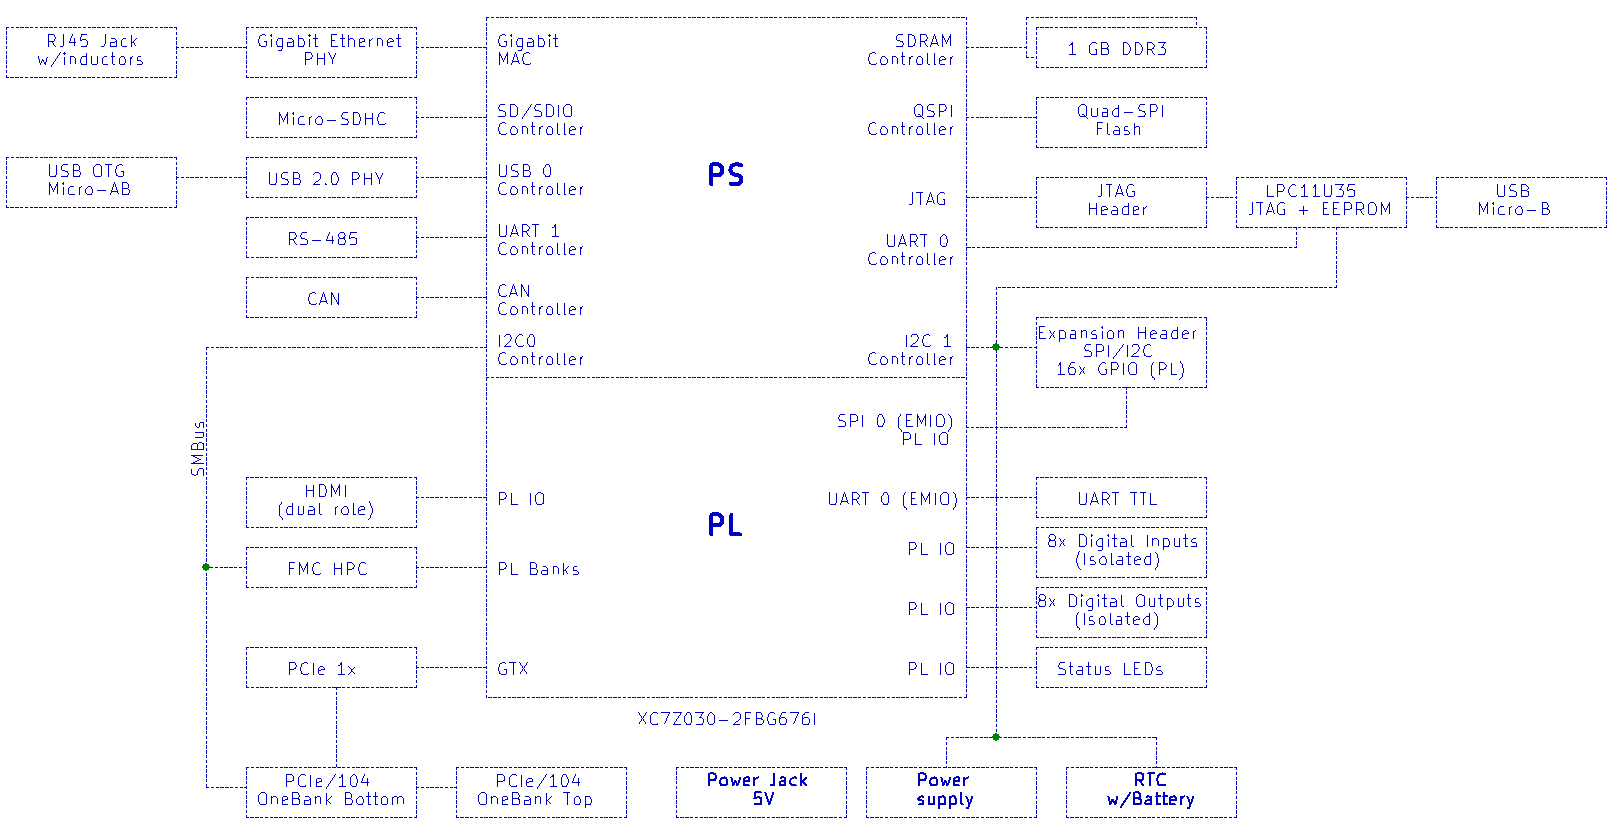 RJ45 Jack
w/inductors
Gigabit Ethernet
PHY
Gigabit
MAC
SDRAM
Controller
1 GB DDR3
Micro-SDHC
SD/SDIO
Controller
QSPI
Controller
Quad-SPI
Flash
USB OTG
Micro-AB
USB 2.0 PHY
USB 0
Controller
PS
JTAG
JTAG
Header
LPC11U35
JTAG + EEPROM
USB
Micro-B
RS-485
UART 1
Controller
UART 0
Controller
CAN
CAN
Controller
I2C0
Controller
I2C 1
Controller
Expansion Header
SPI/I2C
16x GPIO (PL)
SMBus
SPI 0 (EMIO)
PL IO
HDMI
(dual role)
PL IO
PL
UART 0 (EMIO)
UART TTL
PL IO
8x Digital Inputs
(Isolated)
FMC HPC
PL Banks
PL IO
8x Digital Outputs
(Isolated)
PCIe 1x
GTX
PL IO
Status LEDs
XC7Z030-2FBG676I
PCIe/104
OneBank Bottom
PCIe/104
OneBank Top
Power Jack
5V
Power
supply
RTC
w/Battery